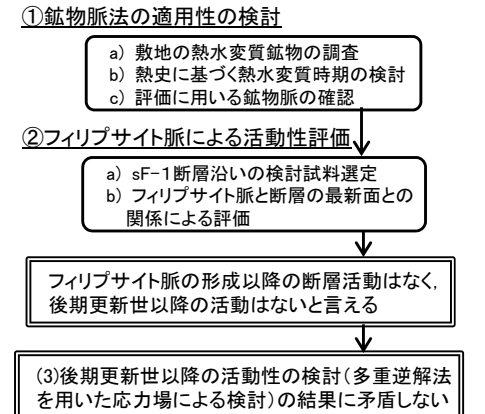 ①鉱物脈法の適用性の検討
a) 敷地の熱水変質鉱物の調査
b) 熱史に基づく熱水変質時期の検討
c) 評価に用いる鉱物脈の確認
②フィリプサイト脈による活動性評価
a) sF-1断層沿いの検討試料選定
b) フィリプサイト脈と断層の最新面との
関係による評価
フィリプサイト脈の形成以降の断層活動はなく,
後期更新世以降の活動はないと言える
(3)後期更新世以降の活動性の検討(多重逆解法
を用いた応力場による検討)の結果に矛盾しない